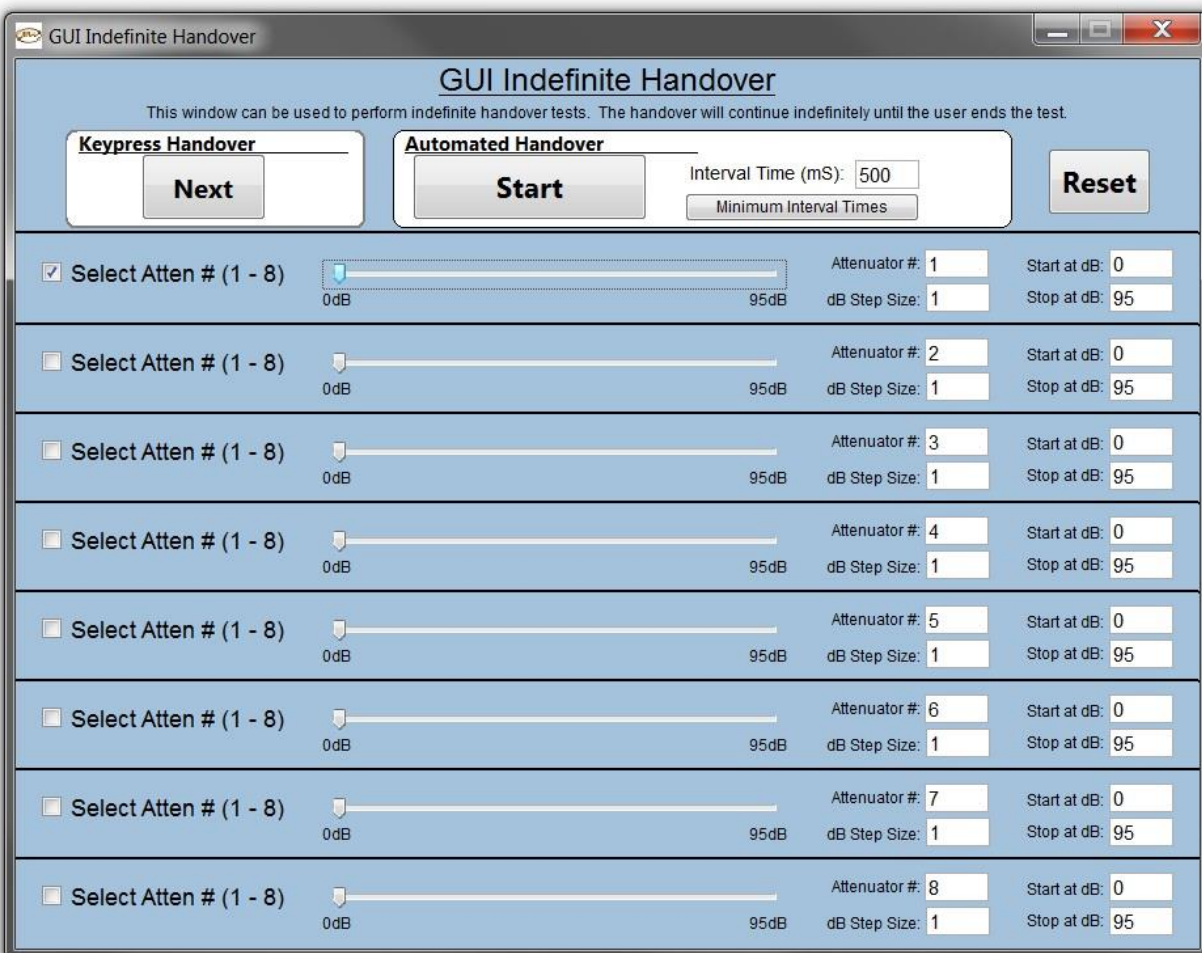 GUI Indefinite Handover
GUI Indefinite Handover
This window can be used to perform indefinite handover tests. The handover will continue indefinitely until the user ends the test.
Keypress Handover
Next
Automated Handover
Start
Interval Time (mS): 500
Minimum Interval Times
Reset
Select Atten # (1 - 8)
0dB 95dB
Attenuator #: 1 Start at dB: 0
dB Step Size: 1 Stop at dB: 95
Select Atten # (1 - 8)
0dB 95dB
Attenuator #: 2 Start at dB: 0
dB Step Size: 1 Stop at dB: 95
Select Atten # (1 - 8)
0dB 95dB
Attenuator #: 3 Start at dB: 0
dB Step Size: 1 Stop at dB: 95
Select Atten # (1 - 8)
0dB 95dB
Attenuator #: 4 Start at dB: 0
dB Step Size: 1 Stop at dB: 95
Select Atten # (1 - 8)
0dB 95dB
Attenuator #: 5 Start at dB: 0
dB Step Size: 1 Stop at dB: 95
Select Atten # (1 - 8)
0dB 95dB
Attenuator #: 6 Start at dB: 0
dB Step Size: 1 Stop at dB: 95
Select Atten # (1 - 8)
0dB 95dB
Attenuator #: 7 Start at dB: 0
dB Step Size: 1 Stop at dB: 95
Select Atten # (1 - 8)
0dB 95dB
Attenuator #: 8 Start at dB: 0
dB Step Size: 1 Stop at dB: 95